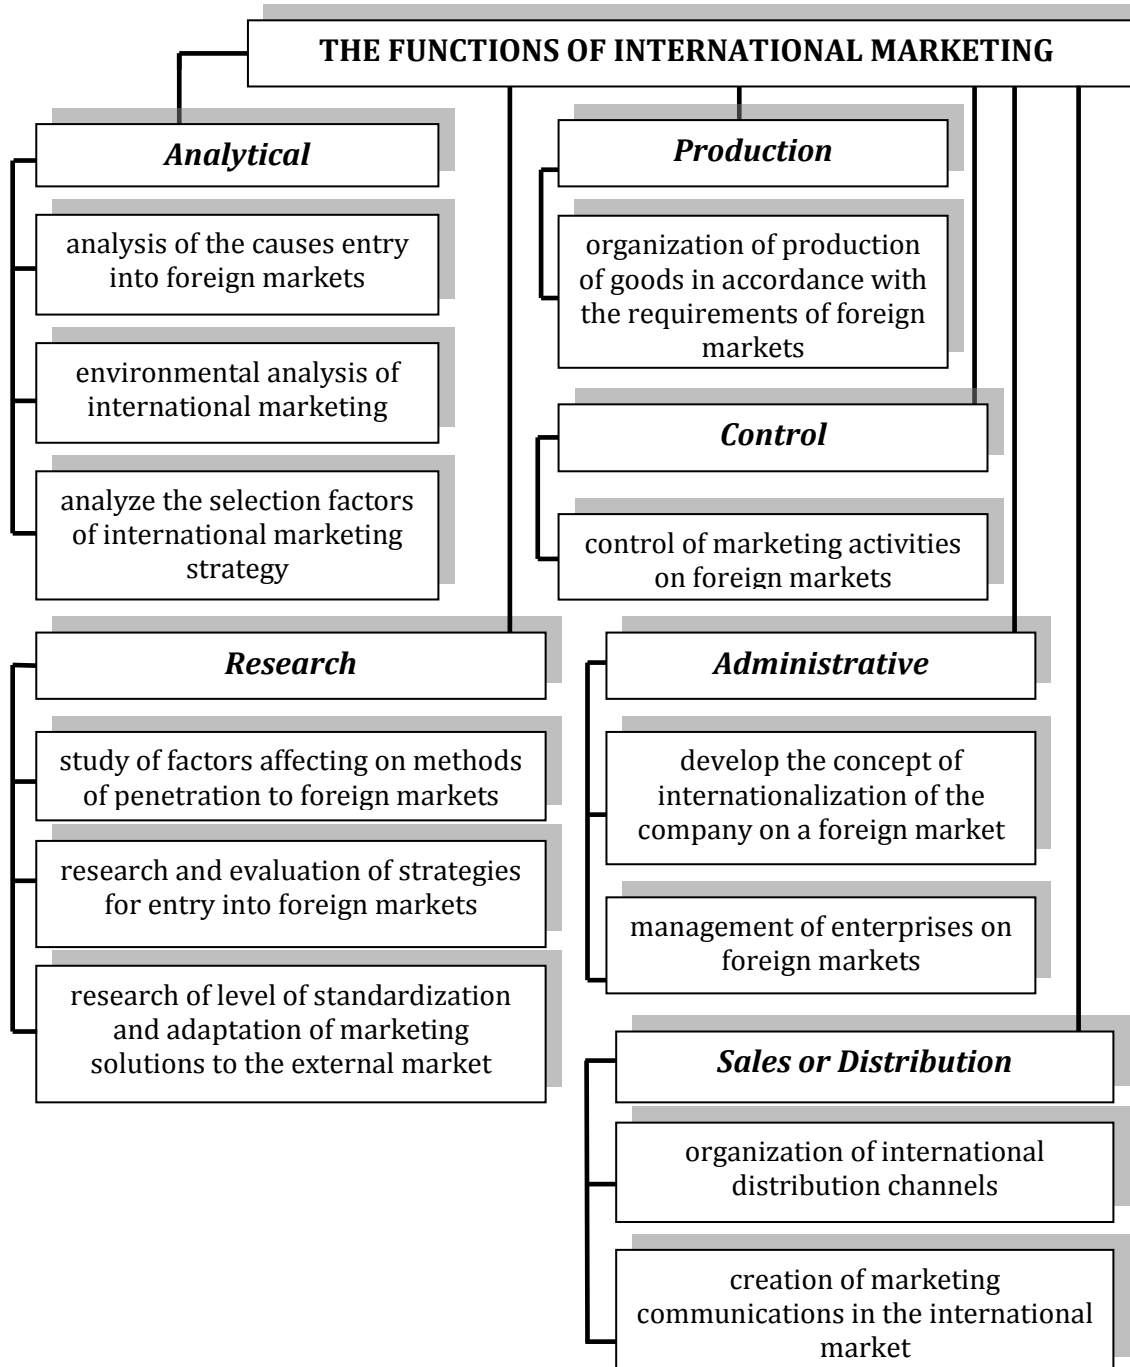 THE FUNCTIONS OF INTERNATIONAL MARKETING
Analytical
analysis of the causes entry
into foreign markets
environmental analysis of
international marketing
analyze the selection factors
of international marketing
strategy
Production
organization of production
of goods in accordance with
the requirements of foreign
markets
Control
control of marketing activities
on foreign markets
Research
study of factors affecting on methods
of penetration to foreign markets
research and evaluation of strategies
for entry into foreign markets
research of level of standardization
and adaptation of marketing
solutions to the external market
Administrative
develop the concept of
internationalization of the
company on a foreign market
management of enterprises on
foreign markets
Sales or Distribution
organization of international
distribution channels
creation of marketing
communications in the international
market